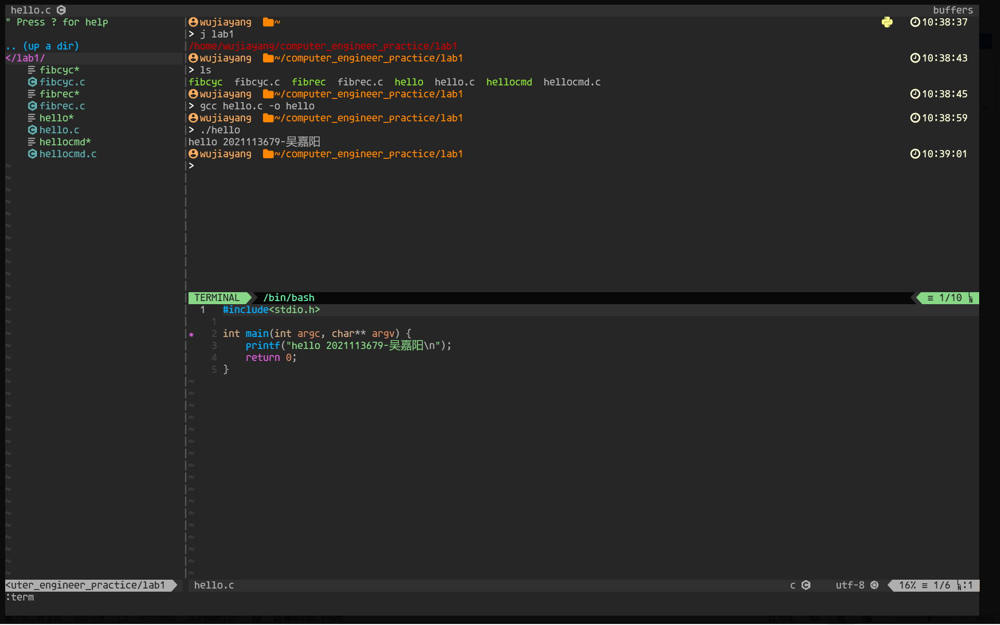 hello.c buffers
" Press ? for help
.. (up a dir)
</lab1/
fibcyc*
fibcyc.c
fibrec*
fibrec.c
hello*
hello.c
hellocmd*
hellocmd.c
<uter_engineer_practice/lab1
wujiayang ~ 10:38:37
> j lab1
/home/wujiayang/computer_engineer_practice/lab1
wujiayang ~/computer_engineer_practice/lab1 10:38:43
> ls
fibcyc fibcyc.c fibrec fibrec.c hello hello.c hellocmd hellocmd.c
wujiayang ~/computer_engineer_practice/lab1 10:38:45
> gcc hello.c -o hello
wujiayang ~/computer_engineer_practice/lab1 10:38:59
> ./hello
hello 2021113679-吴嘉阳
wujiayang ~/computer_engineer_practice/lab1 10:39:01
>
TERMINAL /bin/bash ≡ 1/10 LN
1 #include<stdio.h>
1
2 int main(int argc, char** argv) {
3 printf("hello 2021113679-吴嘉阳\n");
4 return 0;
5 }
hello.c c utf-8 16% ≡ 1/6 LN:1
:term